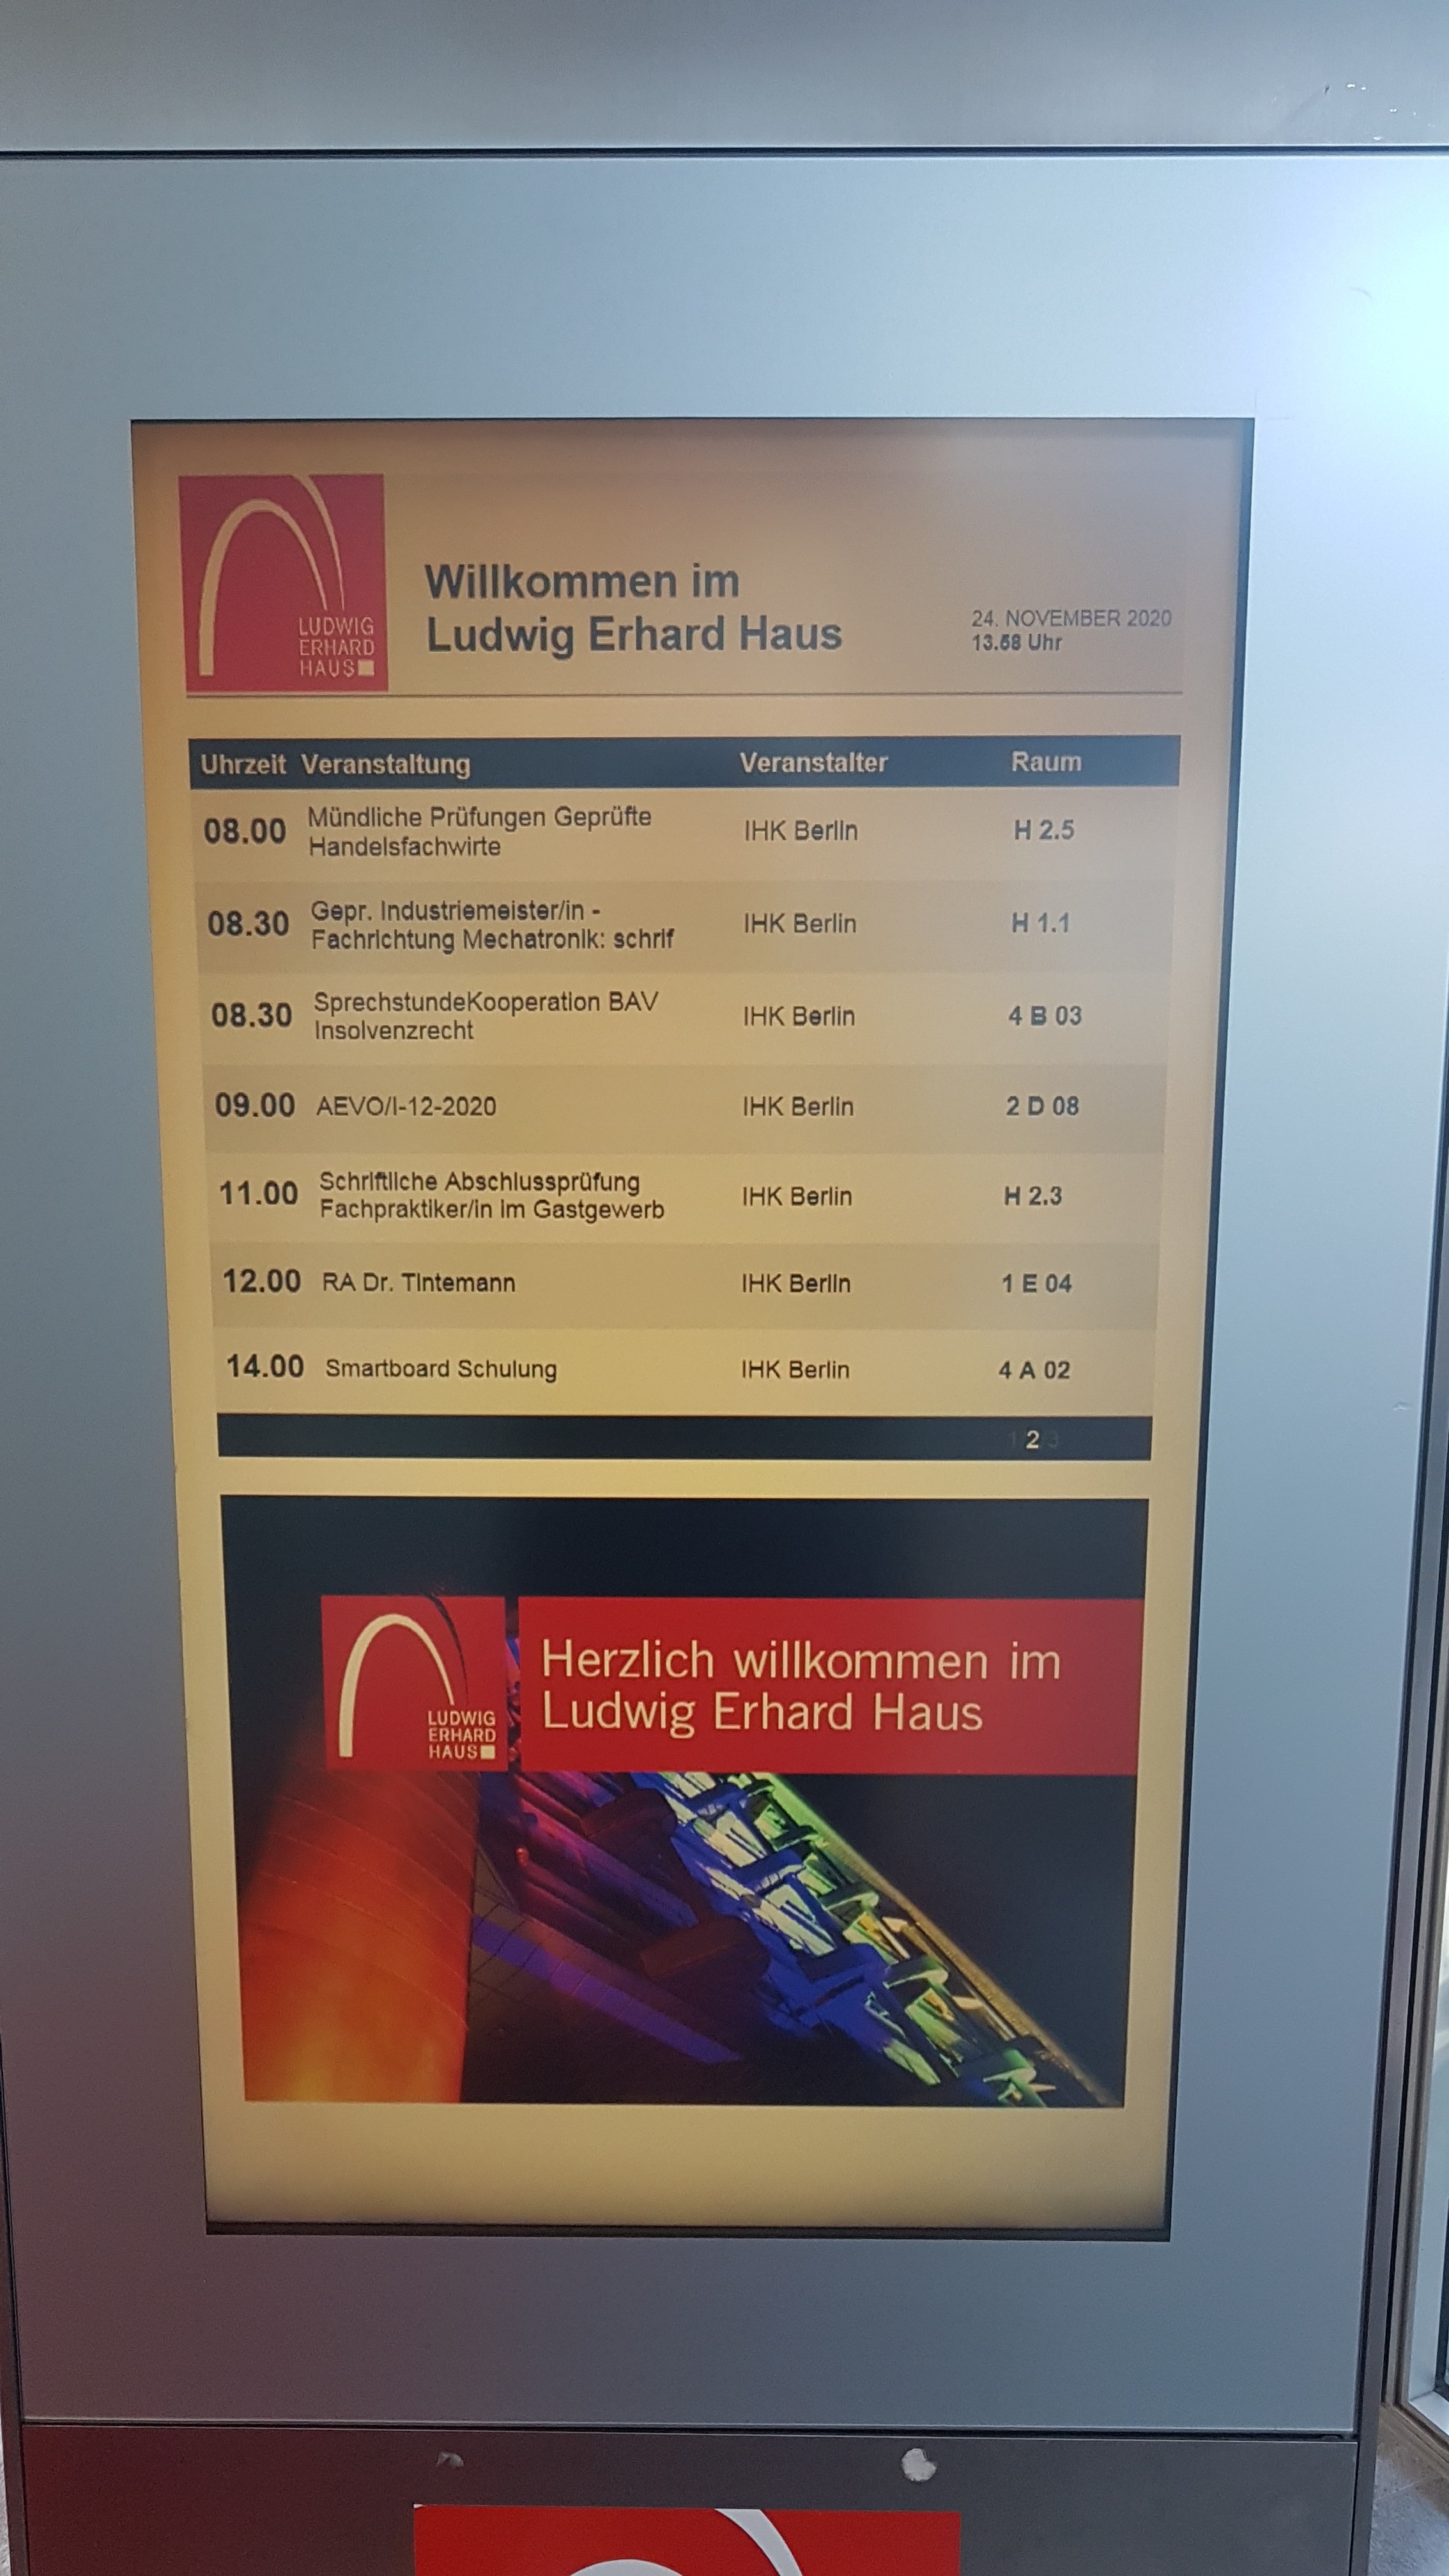 LUDWIG
ERHARD
HAUS
Willkommen im
Ludwig Erhard Haus
24. NOVEMBER 2020
13.58 Uhr
Uhrzeit Veranstaltung Veranstalter Raum
08.00 Mündliche Prüfungen Geprüfte
Handelsfachwirte IHK Berlin H 2.5
08.30 Gepr. Industriemeister/in -
Fachrichtung Mechatronik: schrif IHK Berlin H 1.1
08.30 SprechstundeKooperation BAV
Insolvenzrecht IHK Berlin 4 B 03
09.00 AEVO/I-12-2020 IHK Berlin 2 D 08
11.00 Schriftliche Abschlussprüfung
Fachpraktiker/in im Gastgewerb IHK Berlin H 2.3
12.00 RA Dr. Tintemann IHK Berlin 1 E 04
14.00 Smartboard Schulung IHK Berlin 4 A 02
1 2 3
LUDWIG
ERHARD
HAUS
Herzlich willkommen im
Ludwig Erhard Haus